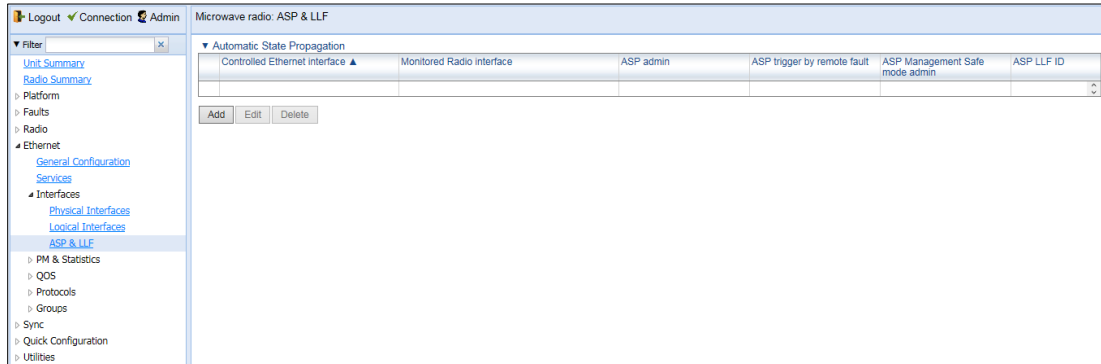 Logout Connection Admin
Microwave radio: ASP & LLF
Filter
Unit Summary
Radio Summary
Platform
Faults
Radio
Ethernet
General Configuration
Services
Interfaces
Physical Interfaces
Logical Interfaces
ASP & LLF
PM & Statistics
QOS
Protocols
Groups
Sync
Quick Configuration
Utilities
Automatic State Propagation
Controlled Ethernet interface ▲ Monitored Radio interface ASP admin ASP trigger by remote fault ASP Management Safe mode admin ASP LLF ID
Add Edit Delete